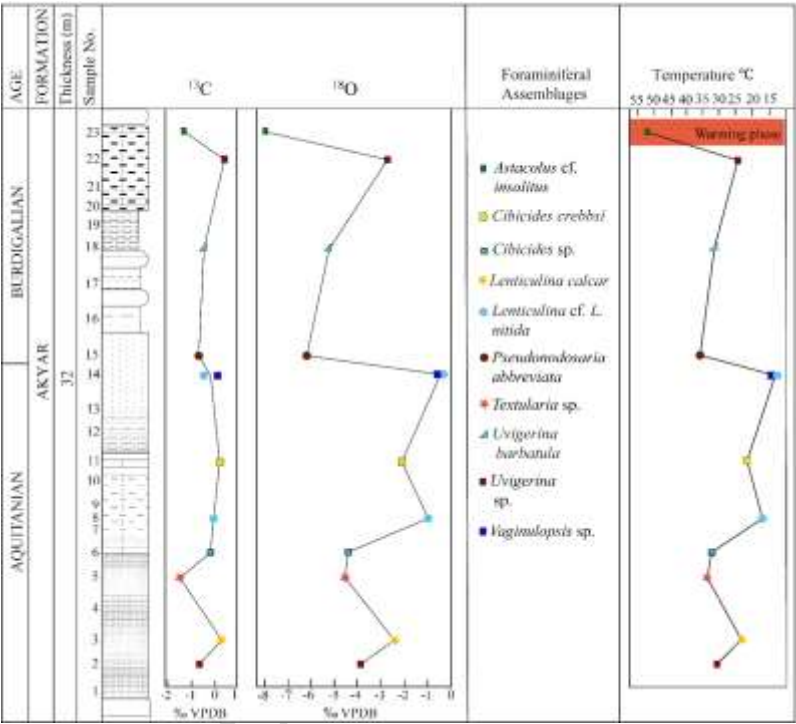 AGE
FORMATION
Thickness (m)
Sample No.
13C
18O
Foraminiferal
Assemblages
Temperature °C
55 50 45 40 35 30 25 20 15
BURDIGALIAN
AQUITANIAN
AKYAR
32
23
22
21
20
19
18
17
16
15
14
13
12
11
10
9
8
7
6
5
4
3
2
1
Warming phase
Astacolus cf.
insolitus
Cibicides crebbsi
Cibicides sp.
Lenticulina calcar
Lenticulina cf. L.
nitida
Pseudonodosaria
abbreviata
Textularia sp.
Uvigerina
barbatula
Uvigerina
sp.
Vaginulopsis sp.
-2 -1 0 1
‰ VPDB
-8 -6 -4 -2 -1 0
‰ VPDB